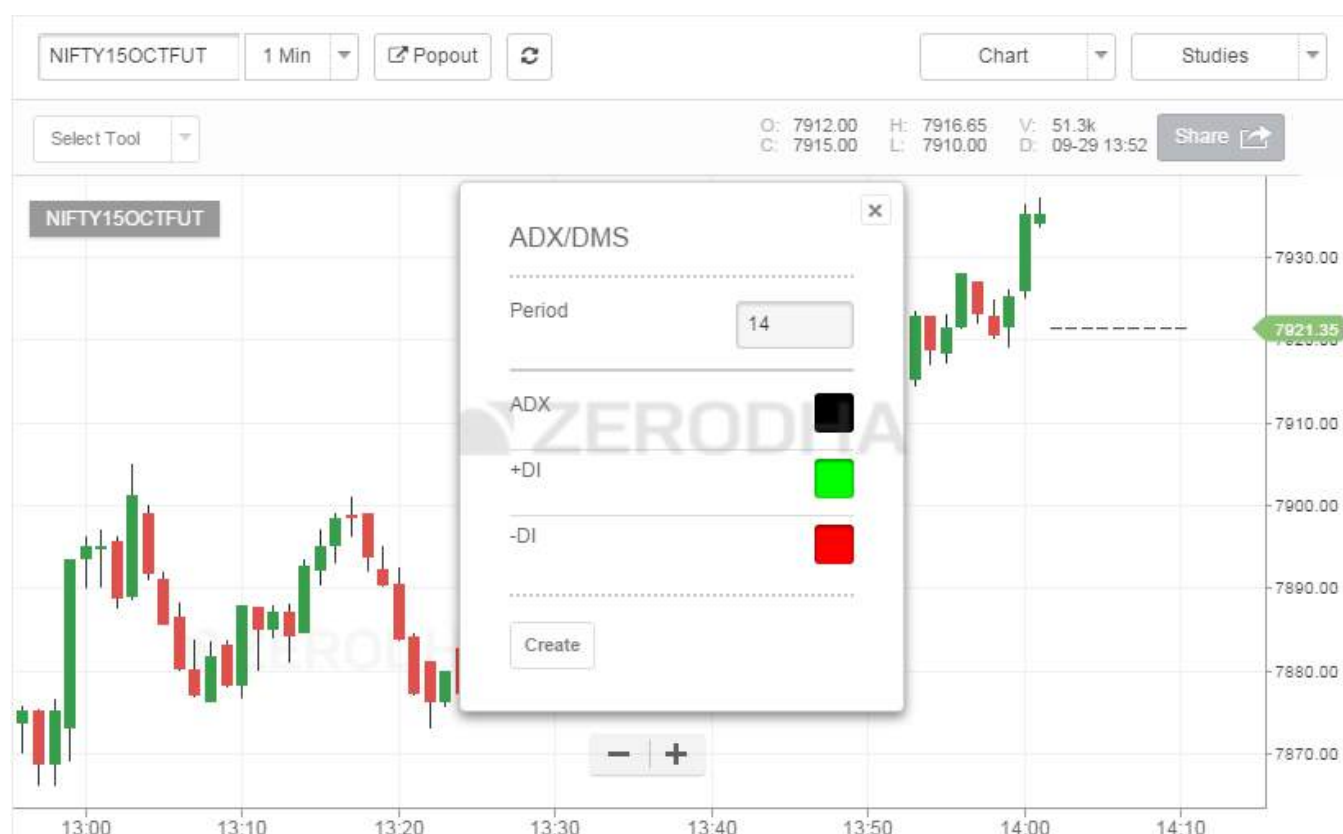 NIFTY15OCTFUT 1 Min Popout Chart Studies
Select Tool O: 7912.00 H: 7916.65 V: 51.3k Share
C: 7915.00 L: 7910.00 D: 09-29 13:52
NIFTY15OCTFUT
ADX/DMS
Period 14
ADX
+DI
-DI
Create
ZERODHA
7930.00
7921.35
7920.00
7910.00
7900.00
7890.00
7880.00
7870.00
13:00 13:10 13:20 13:30 13:40 13:50 14:00 14:10